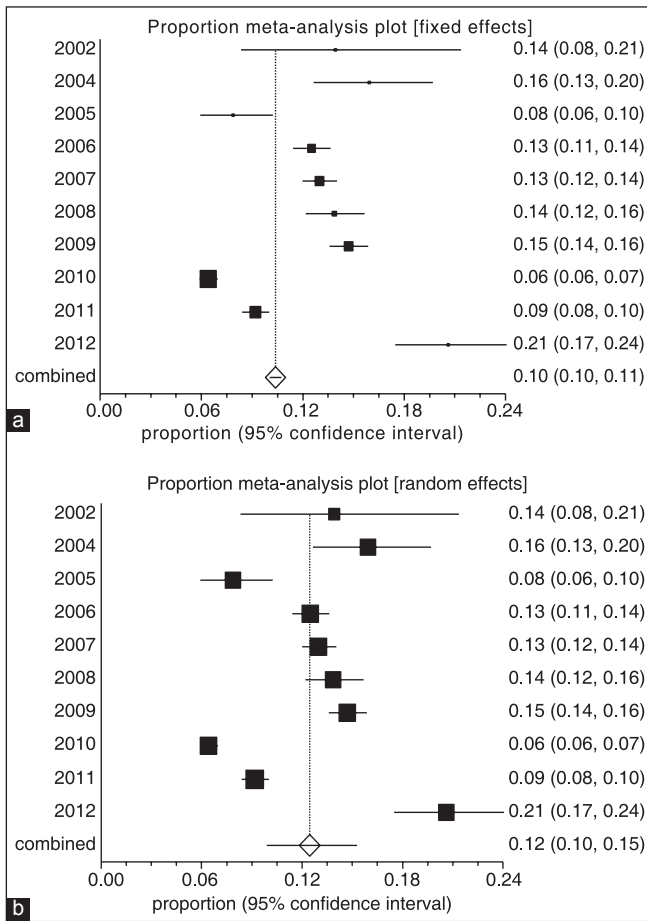 Proportion meta-analysis plot [fixed effects]
2002 0.14 (0.08, 0.21)
2004 0.16 (0.13, 0.20)
2005 0.08 (0.06, 0.10)
2006 0.13 (0.11, 0.14)
2007 0.13 (0.12, 0.14)
2008 0.14 (0.12, 0.16)
2009 0.15 (0.14, 0.16)
2010 0.06 (0.06, 0.07)
2011 0.09 (0.08, 0.10)
2012 0.21 (0.17, 0.24)
combined 0.10 (0.10, 0.11)
0.00 0.06 0.12 0.18 0.24
a proportion (95% confidence interval)
Proportion meta-analysis plot [random effects]
2002 0.14 (0.08, 0.21)
2004 0.16 (0.13, 0.20)
2005 0.08 (0.06, 0.10)
2006 0.13 (0.11, 0.14)
2007 0.13 (0.12, 0.14)
2008 0.14 (0.12, 0.16)
2009 0.15 (0.14, 0.16)
2010 0.06 (0.06, 0.07)
2011 0.09 (0.08, 0.10)
2012 0.21 (0.17, 0.24)
combined 0.12 (0.10, 0.15)
0.00 0.06 0.12 0.18 0.24
b proportion (95% confidence interval)